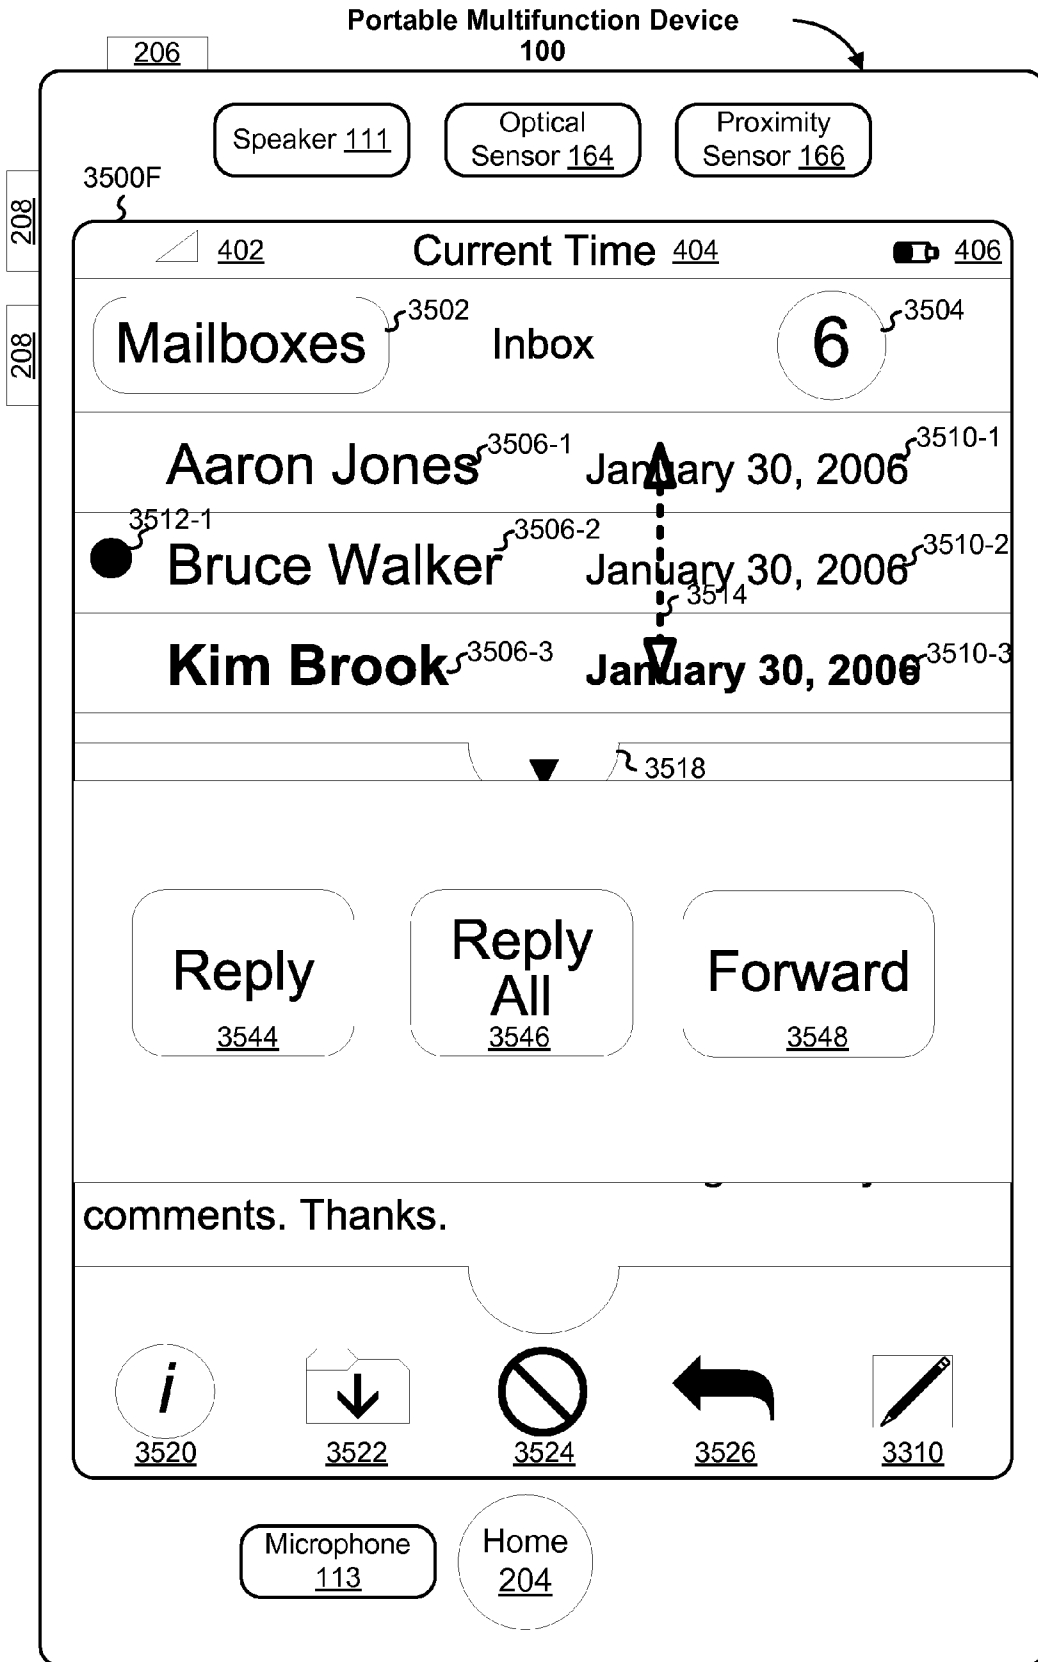 Portable Multifunction Device
100
206
Speaker 111
Optical
Sensor 164
Proximity
Sensor 166
3500F
208
208
402
Current Time 404
406
Mailboxes
3502
Inbox
6
3504
Aaron Jones
3506-1
January 30, 2006
3510-1
3512-1
Bruce Walker
3506-2
January 30, 2006
3510-2
3514
Kim Brook
3506-3
January 30, 2006
3510-3
3518
Reply
3544
Reply
All
3546
Forward
3548
comments. Thanks.
i
3520
3522
3524
3526
3310
Microphone
113
Home
204